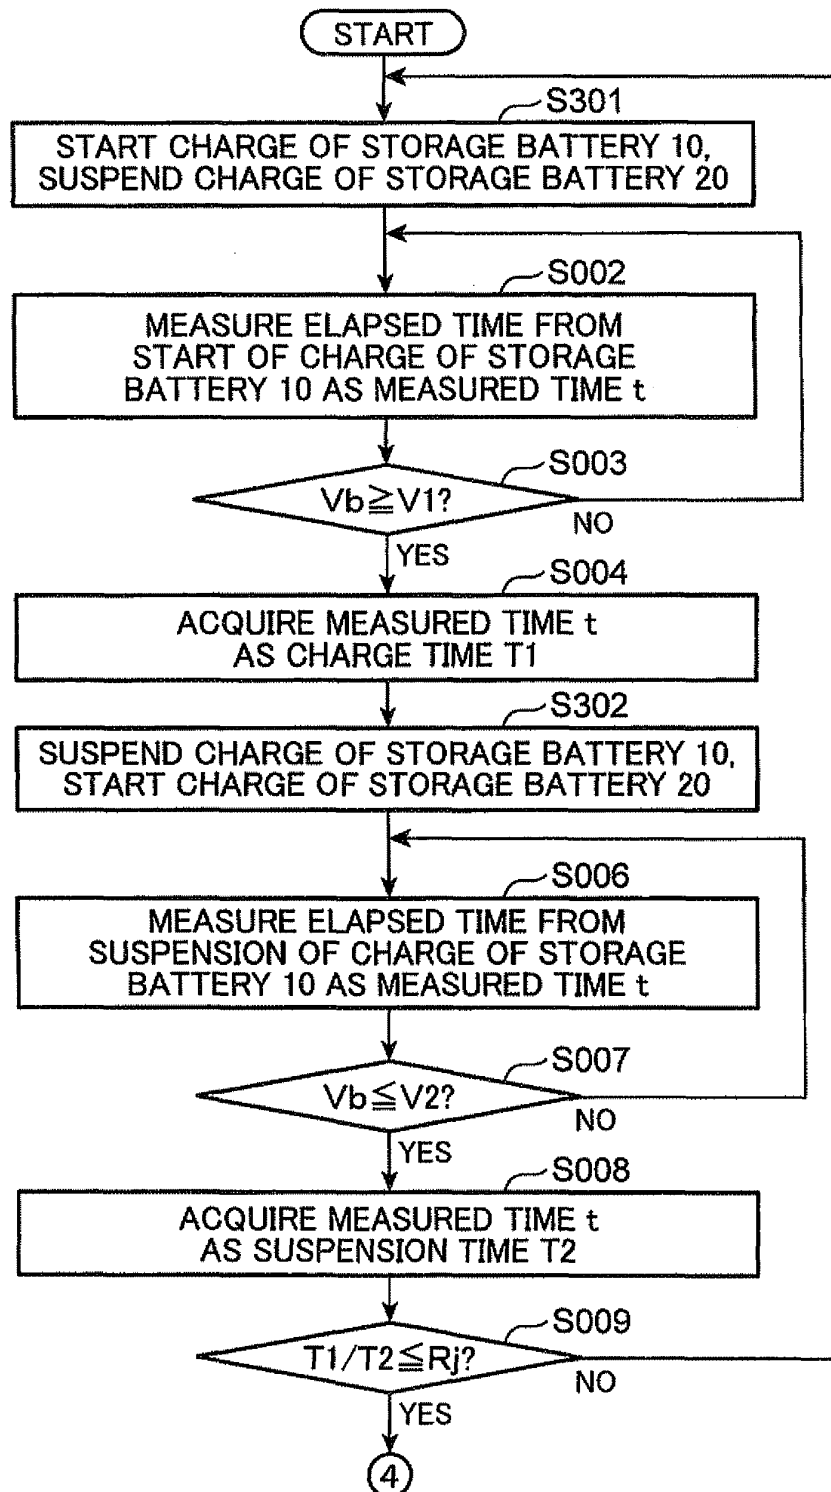 START
S301
START CHARGE OF STORAGE BATTERY 10,
SUSPEND CHARGE OF STORAGE BATTERY 20
S002
MEASURE ELAPSED TIME FROM
START OF CHARGE OF STORAGE
BATTERY 10 AS MEASURED TIME t
S003
Vb≧V1?
NO
YES
S004
ACQUIRE MEASURED TIME t
AS CHARGE TIME T1
S302
SUSPEND CHARGE OF STORAGE BATTERY 10,
START CHARGE OF STORAGE BATTERY 20
S006
MEASURE ELAPSED TIME FROM
SUSPENSION OF CHARGE OF STORAGE
BATTERY 10 AS MEASURED TIME t
S007
Vb≦V2?
NO
YES
S008
ACQUIRE MEASURED TIME t
AS SUSPENSION TIME T2
S009
T1/T2≦Rj?
NO
YES
4